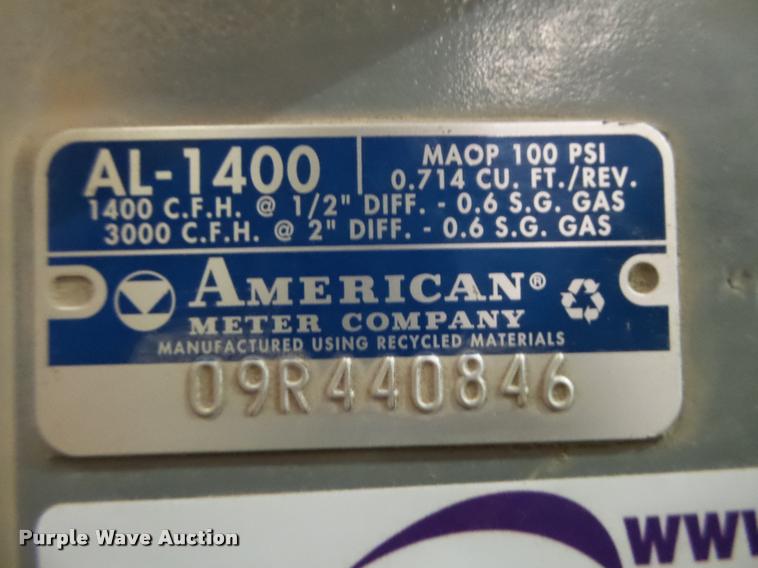 AL-1400
MAOP 100 PSI
0.714 CU. FT./REV.
1400 C.F.H. @ 1/2" DIFF. - 0.6 S.G. GAS
3000 C.F.H. @ 2" DIFF. - 0.6 S.G. GAS
AMERICAN®
METER COMPANY
MANUFACTURED USING RECYCLED MATERIALS
09R440846
www
Purple Wave Auction